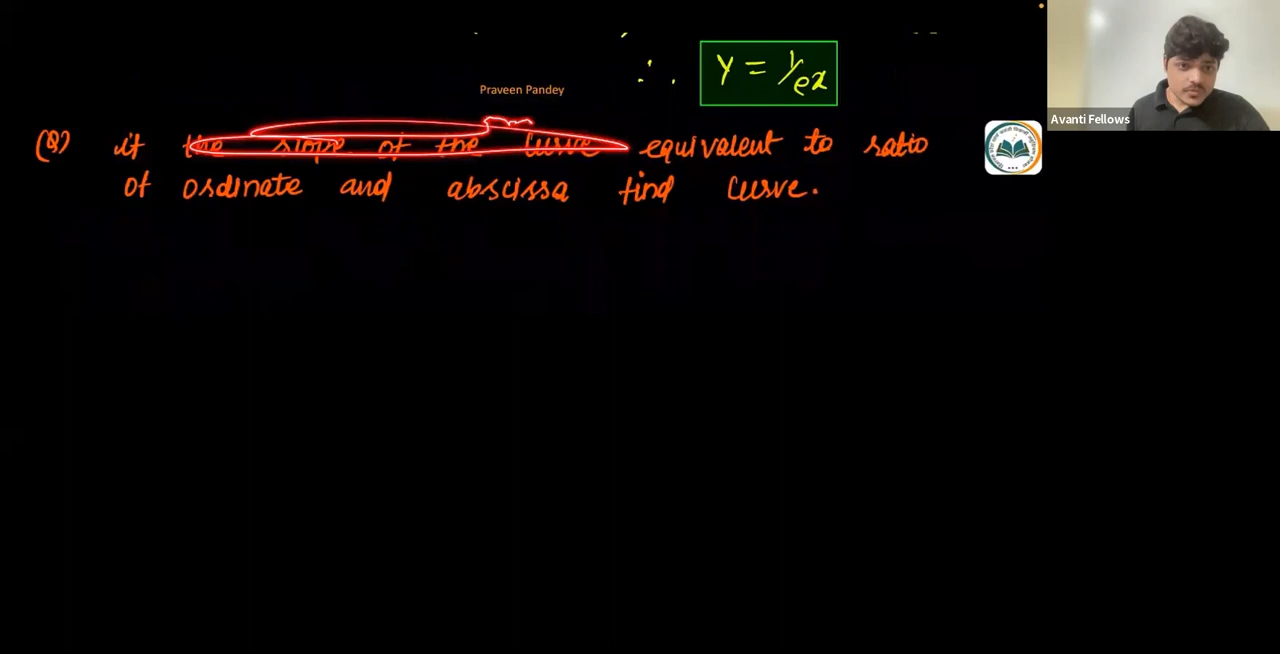 ∴ y = 1/ex
Praveen Pandey
Avanti Fellows
(Q) if the slope of the curve equivalent to ratio
of ordinate and abscissa find curve.